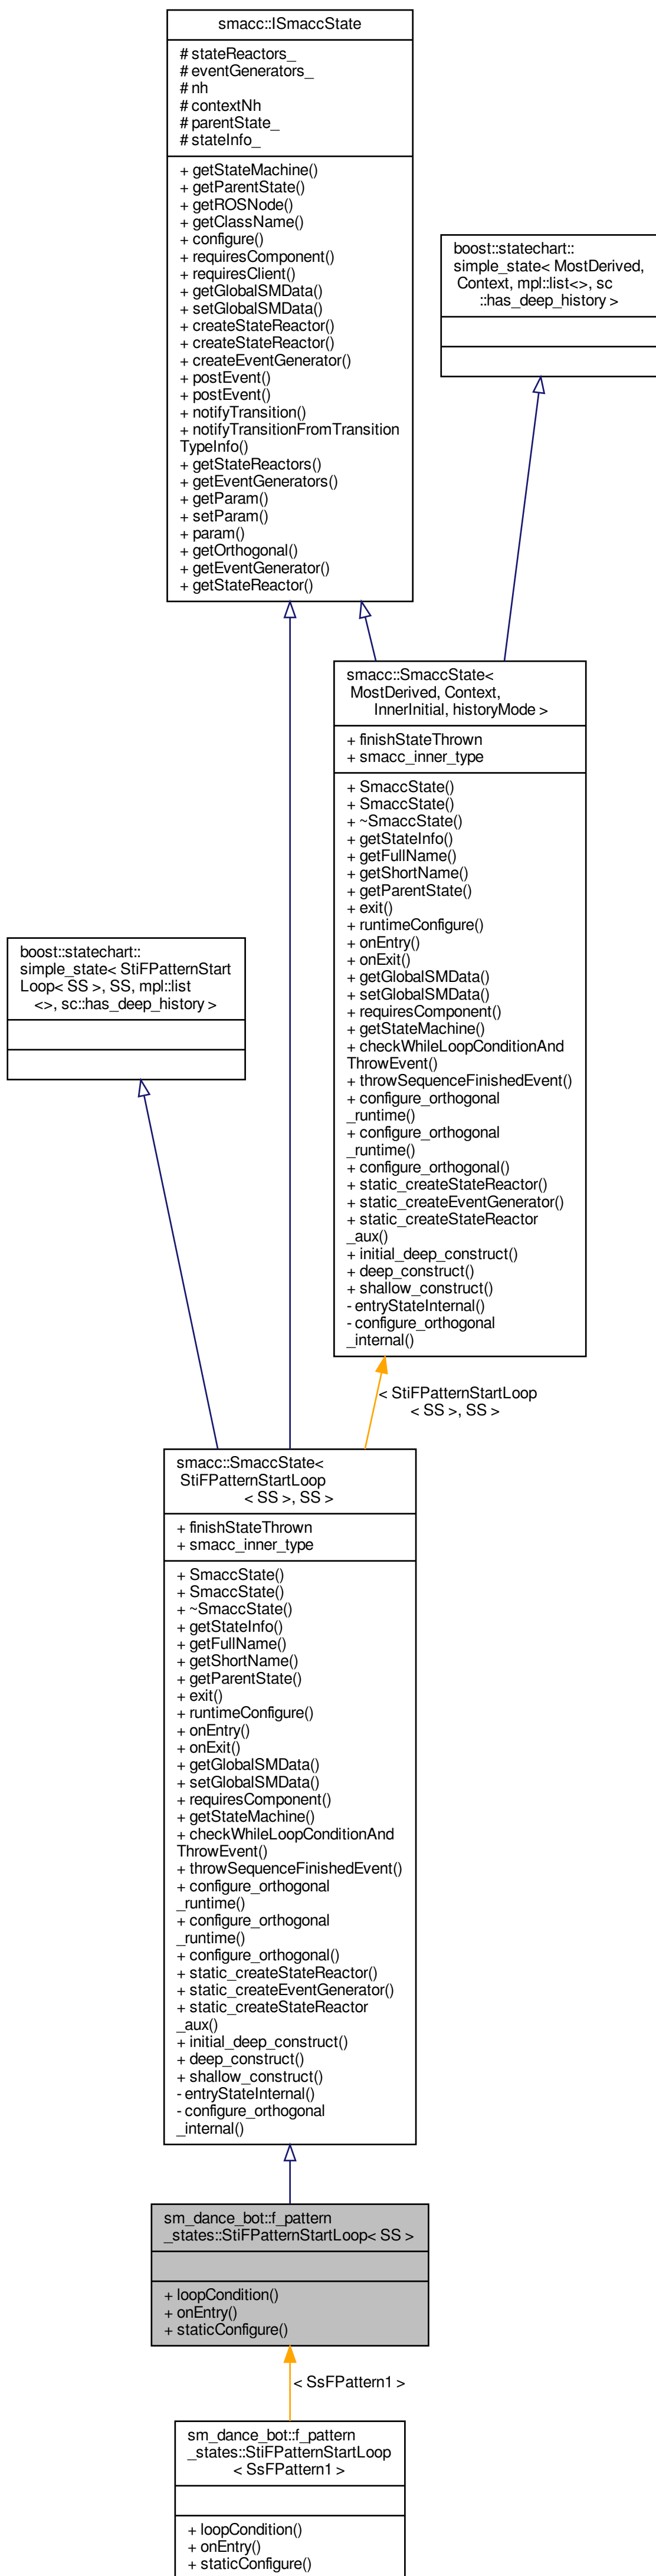 smacc::ISmaccState
# stateReactors_
# eventGenerators_
# nh
# contextNh
# parentState_
# stateInfo_
+ getStateMachine()
+ getParentState()
+ getROSNode()
+ getClassName()
+ configure()
+ requiresComponent()
+ requiresClient()
+ getGlobalSMData()
+ setGlobalSMData()
+ createStateReactor()
+ createStateReactor()
+ createEventGenerator()
+ postEvent()
+ postEvent()
+ notifyTransition()
+ notifyTransitionFromTransition
TypeInfo()
+ getStateReactors()
+ getEventGenerators()
+ getParam()
+ setParam()
+ param()
+ getOrthogonal()
+ getEventGenerator()
+ getStateReactor()
boost::statechart::
simple_state< MostDerived,
Context, mpl::list<>, sc
::has_deep_history >
smacc::SmaccState<
MostDerived, Context,
InnerInitial, historyMode >
+ finishStateThrown
+ smacc_inner_type
+ SmaccState()
+ SmaccState()
+ ~SmaccState()
+ getStateInfo()
+ getFullName()
+ getShortName()
+ getParentState()
+ exit()
+ runtimeConfigure()
+ onEntry()
+ onExit()
+ getGlobalSMData()
+ setGlobalSMData()
+ requiresComponent()
+ getStateMachine()
+ checkWhileLoopConditionAnd
ThrowEvent()
+ throwSequenceFinishedEvent()
+ configure_orthogonal
_runtime()
+ configure_orthogonal
_runtime()
+ configure_orthogonal()
+ static_createStateReactor()
+ static_createEventGenerator()
+ static_createStateReactor
_aux()
+ initial_deep_construct()
+ deep_construct()
+ shallow_construct()
- entryStateInternal()
- configure_orthogonal
_internal()
boost::statechart::
simple_state< StiFPatternStart
Loop< SS >, SS, mpl::list
<>, sc::has_deep_history >
< StiFPatternStartLoop
< SS >, SS >
smacc::SmaccState<
StiFPatternStartLoop
< SS >, SS >
+ finishStateThrown
+ smacc_inner_type
+ SmaccState()
+ SmaccState()
+ ~SmaccState()
+ getStateInfo()
+ getFullName()
+ getShortName()
+ getParentState()
+ exit()
+ runtimeConfigure()
+ onEntry()
+ onExit()
+ getGlobalSMData()
+ setGlobalSMData()
+ requiresComponent()
+ getStateMachine()
+ checkWhileLoopConditionAnd
ThrowEvent()
+ throwSequenceFinishedEvent()
+ configure_orthogonal
_runtime()
+ configure_orthogonal
_runtime()
+ configure_orthogonal()
+ static_createStateReactor()
+ static_createEventGenerator()
+ static_createStateReactor
_aux()
+ initial_deep_construct()
+ deep_construct()
+ shallow_construct()
- entryStateInternal()
- configure_orthogonal
_internal()
sm_dance_bot::f_pattern
_states::StiFPatternStartLoop< SS >
+ loopCondition()
+ onEntry()
+ staticConfigure()
< SsFPattern1 >
sm_dance_bot::f_pattern
_states::StiFPatternStartLoop
< SsFPattern1 >
+ loopCondition()
+ onEntry()
+ staticConfigure()